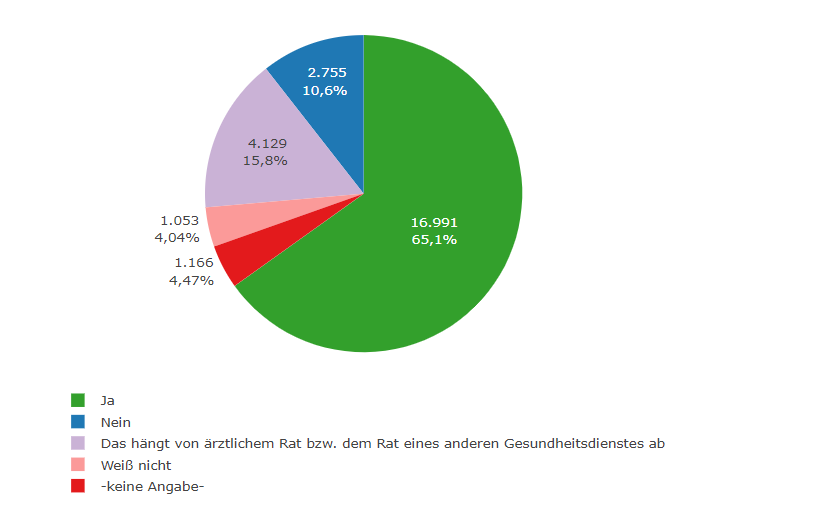 2.755
10,6%
4.129
15,8%
16.991
65,1%
1.053
4,04%
1.166
4,47%
Ja
Nein
Das hängt von ärztlichem Rat bzw. dem Rat eines anderen Gesundheitsdienstes ab
Weiß nicht
-keine Angabe-